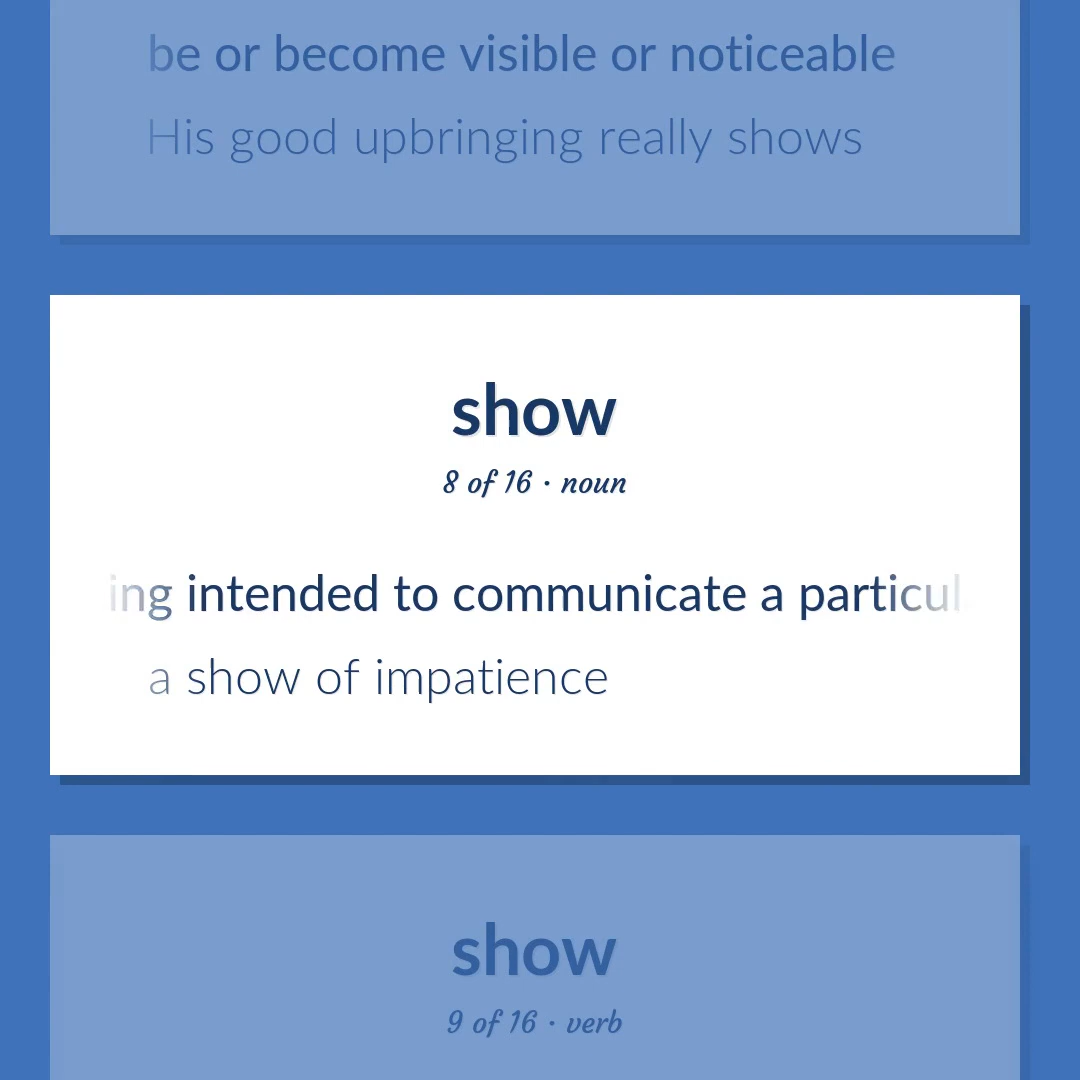 be or become visible or noticeable
His good upbringing really shows
show
8 of 16 · noun
ing intended to communicate a particul
a show of impatience
show
9 of 16 · verb